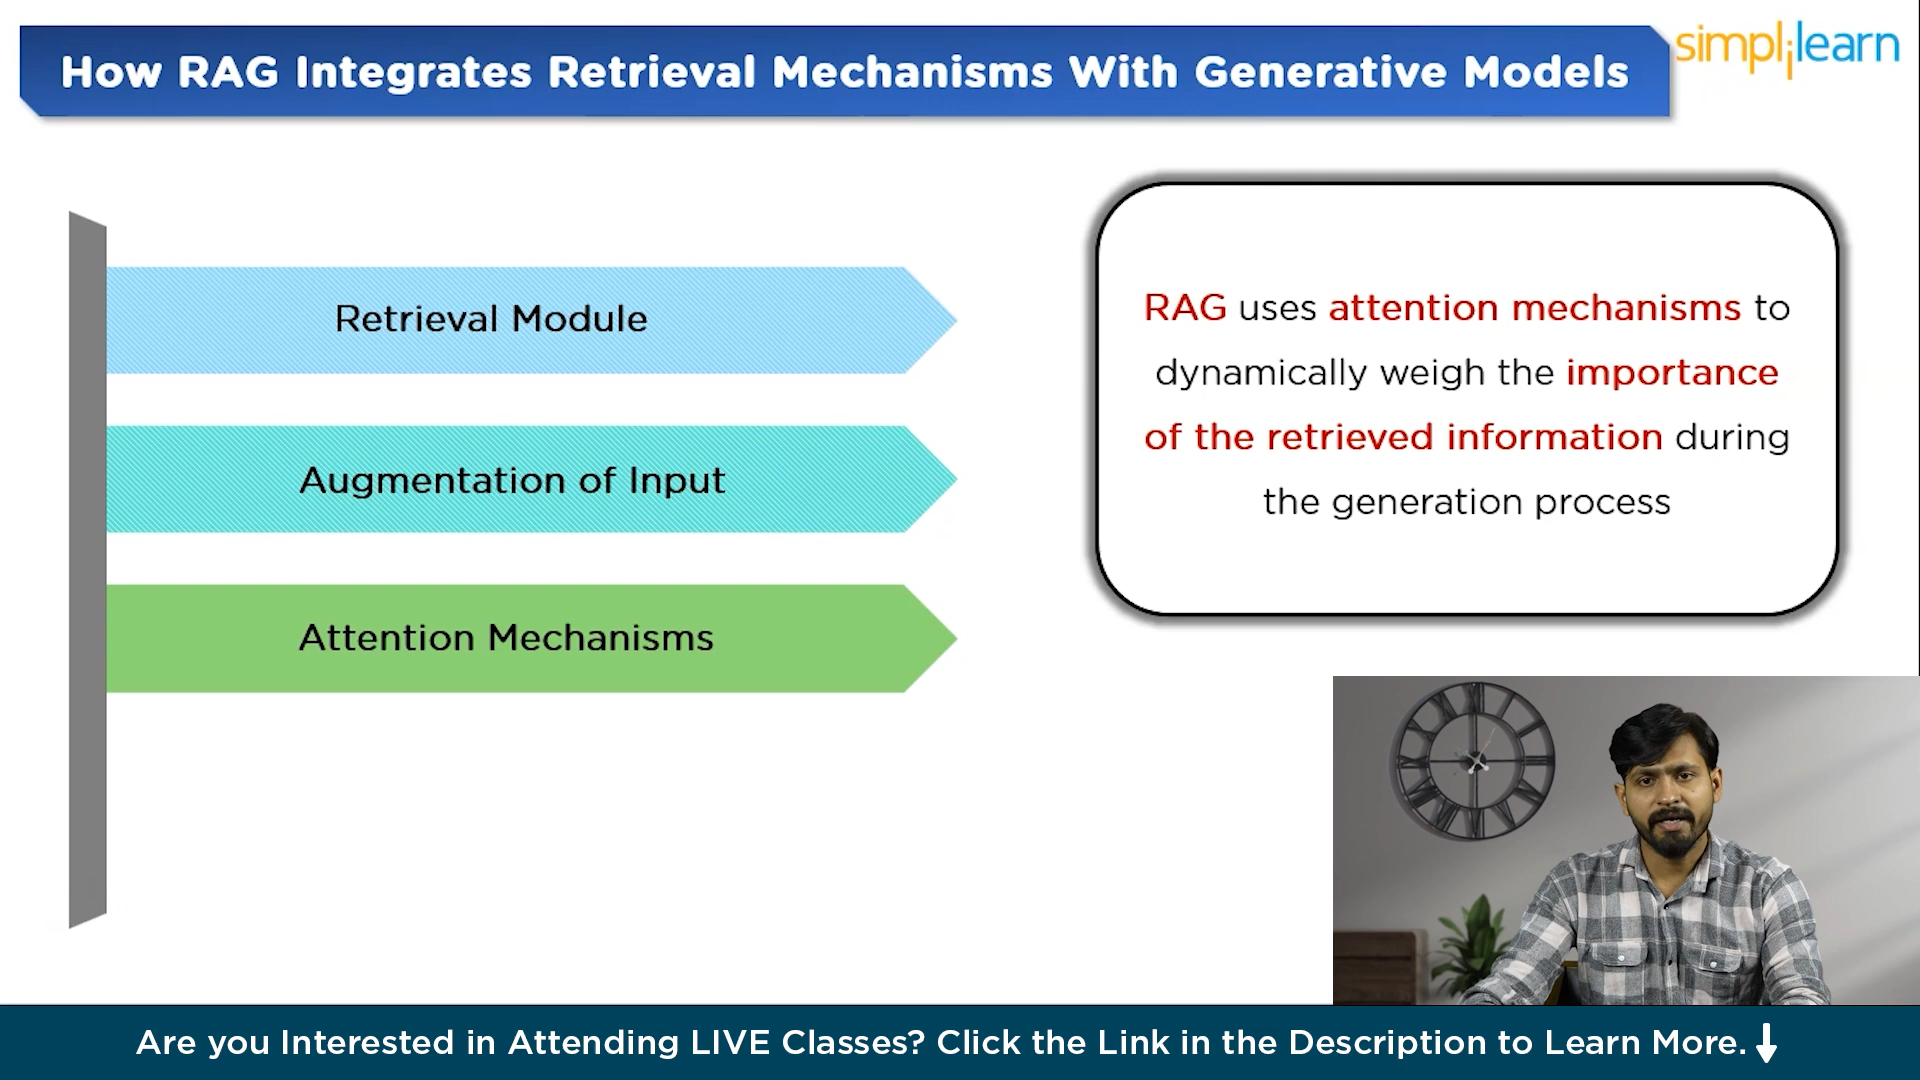 How RAG Integrates Retrieval Mechanisms With Generative Models
simplilearn
Retrieval Module
Augmentation of Input
Attention Mechanisms
RAG uses attention mechanisms to
dynamically weigh the importance
of the retrieved information during
the generation process
Are you Interested in Attending LIVE Classes? Click the Link in the Description to Learn More.